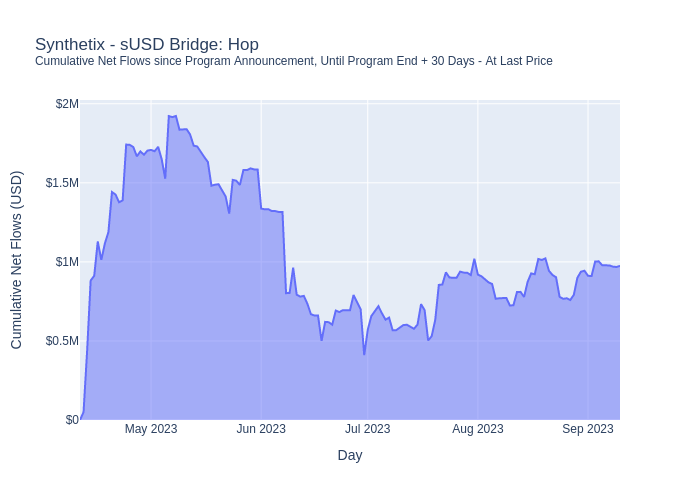 Synthetix - sUSD Bridge: Hop
Cumulative Net Flows since Program Announcement, Until Program End + 30 Days - At Last Price
Cumulative Net Flows (USD)
$2M
$1.5M
$1M
$0.5M
$0
May 2023
Jun 2023
Jul 2023
Aug 2023
Sep 2023
Day